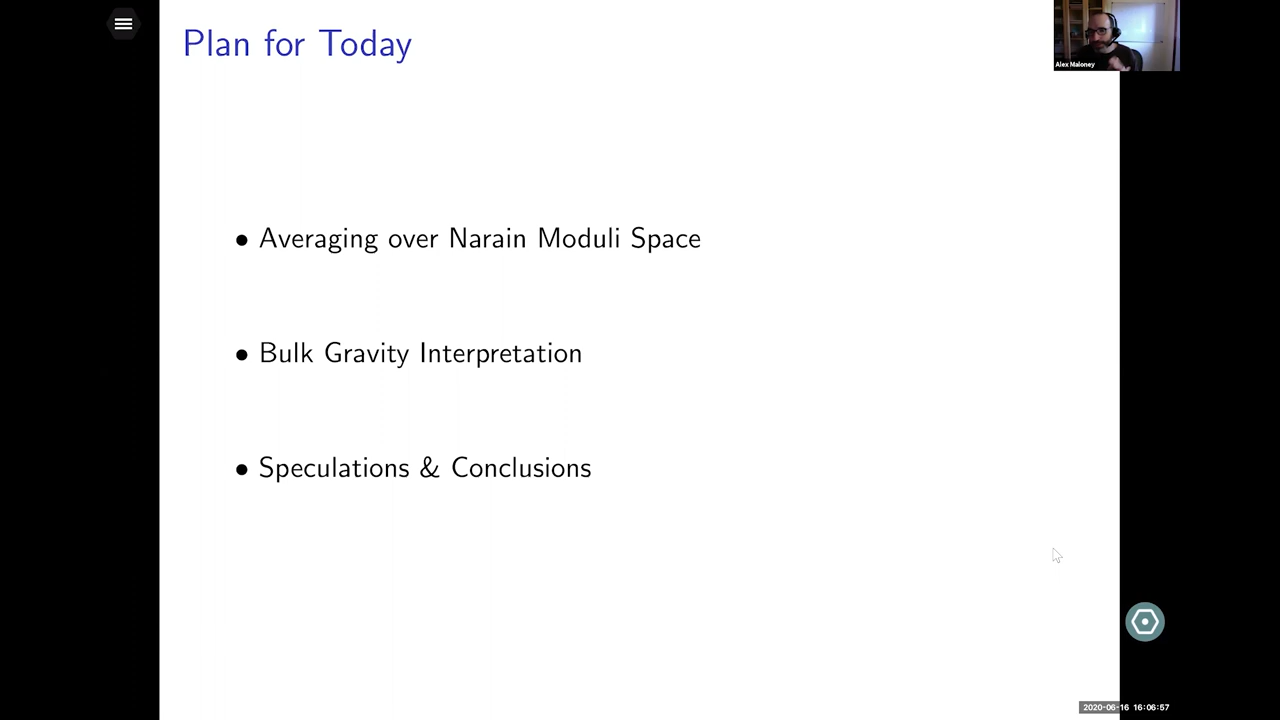 Plan for Today
Alex Maloney
• Averaging over Narain Moduli Space
• Bulk Gravity Interpretation
• Speculations & Conclusions
2020-06-16 16:06:57